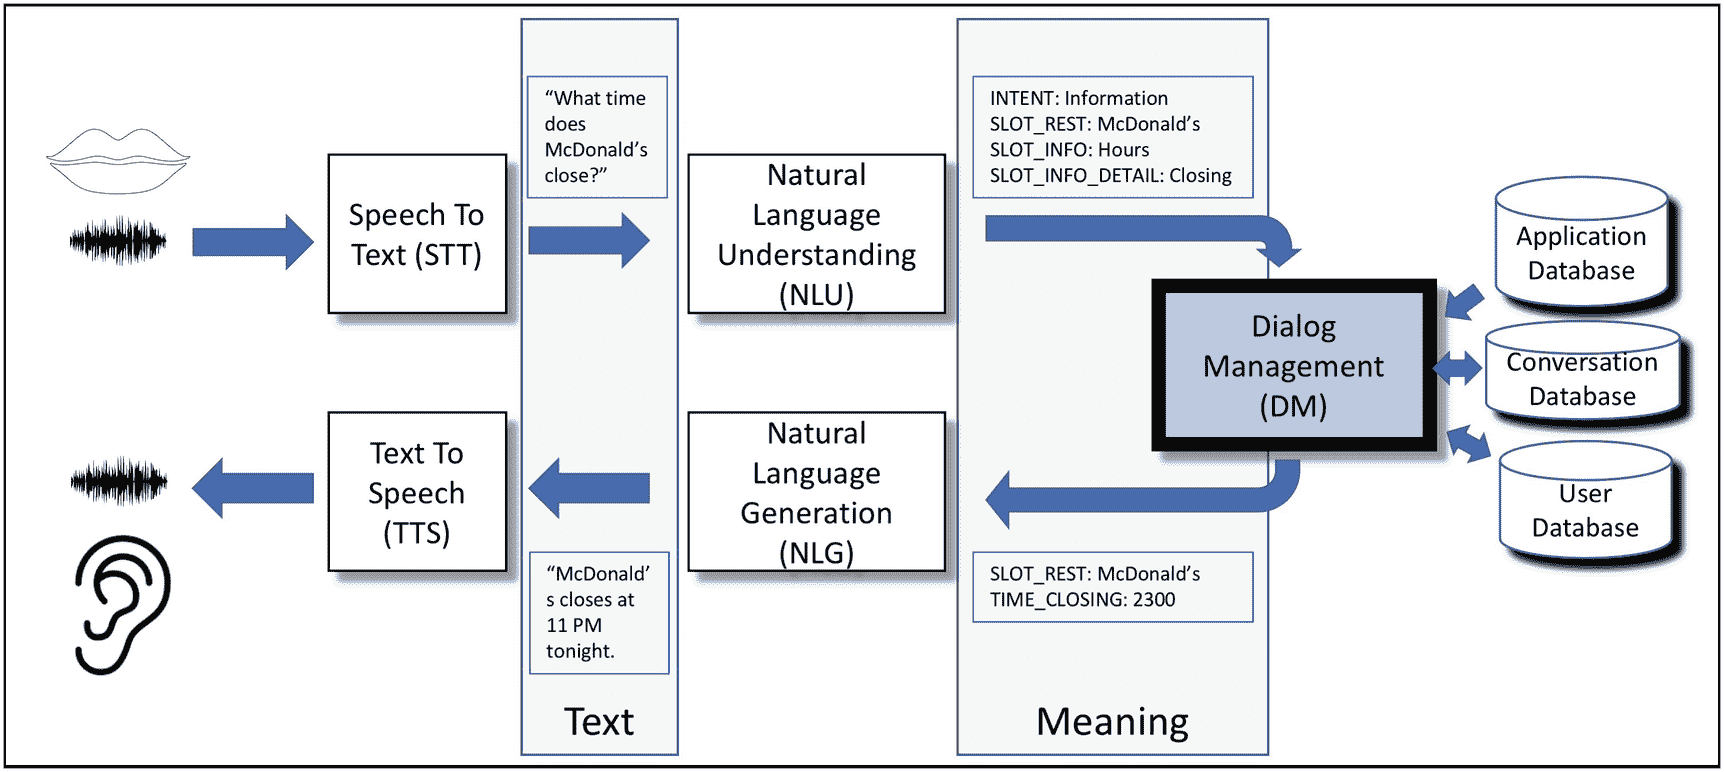 “What time
does
McDonald’s
close?”
INTENT: Information
SLOT_REST: McDonald’s
SLOT_INFO: Hours
SLOT_INFO_DETAIL: Closing
Speech To
Text (STT)
Natural
Language
Understanding
(NLU)
Application
Database
Dialog
Management
(DM)
Conversation
Database
User
Database
Text To
Speech
(TTS)
Natural
Language
Generation
(NLG)
“McDonald’
s closes at
11 PM
tonight.
SLOT_REST: McDonald’s
TIME_CLOSING: 2300
Text
Meaning